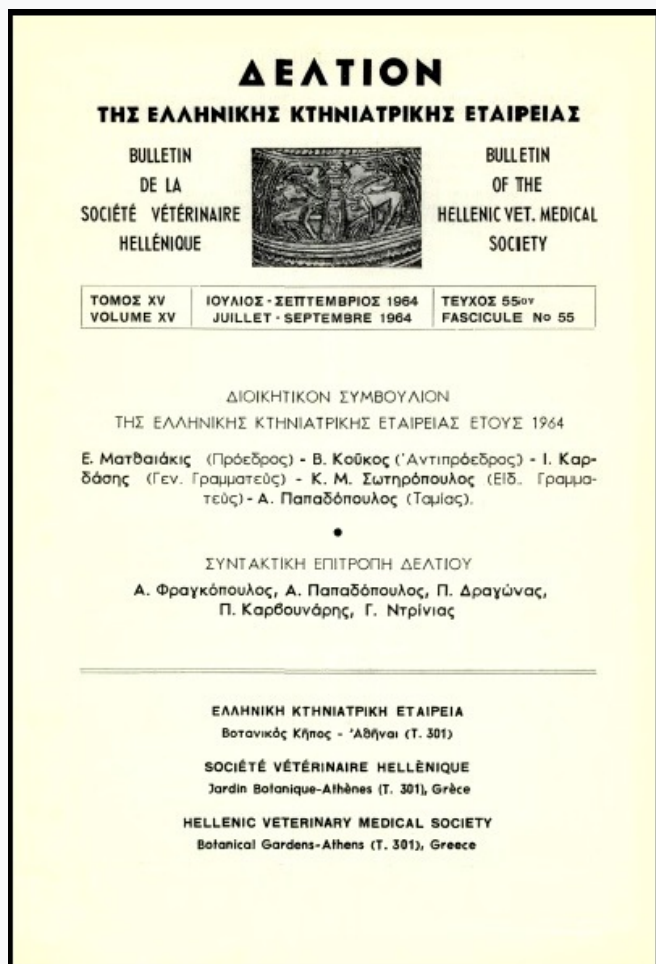 ΔΕΛΤΙΟΝ
ΤΗΣ ΕΛΛΗΝΙΚΗΣ ΚΤΗΝΙΑΤΡΙΚΗΣ ΕΤΑΙΡΕΙΑΣ
BULLETIN
DE LA
SOCIÉTÉ VÉTÉRINAIRE
HELLÉNIQUE
BULLETIN
OF THE
HELLENIC VET. MEDICAL
SOCIETY
ΤΟΜΟΣ XV
VOLUME XV
ΙΟΥΛΙΟΣ - ΣΕΠΤΕΜΒΡΙΟΣ 1964
JUILLET - SEPTEMBRE 1964
ΤΕΥΧΟΣ 55ον
FASCICULE No 55
ΔΙΟΙΚΗΤΙΚΟΝ ΣΥΜΒΟΥΛΙΟΝ
ΤΗΣ ΕΛΛΗΝΙΚΗΣ ΚΤΗΝΙΑΤΡΙΚΗΣ ΕΤΑΙΡΕΙΑΣ ΕΤΟΥΣ 1964
Ε. Ματθαιάκις (Πρόεδρος) - Β. Κοῦκος (Ἀντιπρόεδρος) - Ι. Καρ-
δάσης (Γεν. Γραμματεὺς) - Κ. Μ. Σωτηρόπουλος (Εἰδ. Γραμμα-
τεὺς) - Α. Παπαδόπουλος (Ταμίας).
ΣΥΝΤΑΚΤΙΚΗ ΕΠΙΤΡΟΠΗ ΔΕΛΤΙΟΥ
Α. Φραγκόπουλος, Α. Παπαδόπουλος, Π. Δραγώνας,
Π. Καρβουνάρης, Γ. Ντρίνιας
ΕΛΛΗΝΙΚΗ ΚΤΗΝΙΑΤΡΙΚΗ ΕΤΑΙΡΕΙΑ
Βοτανικὸς Κῆπος - Ἀθῆναι (Τ. 301)
SOCIÉTÉ VÉTÉRINAIRE HELLÈNIQUE
Jardin Botanique-Athènes (T. 301), Grèce
HELLENIC VETERINARY MEDICAL SOCIETY
Botanical Gardens-Athens (T. 301), Greece